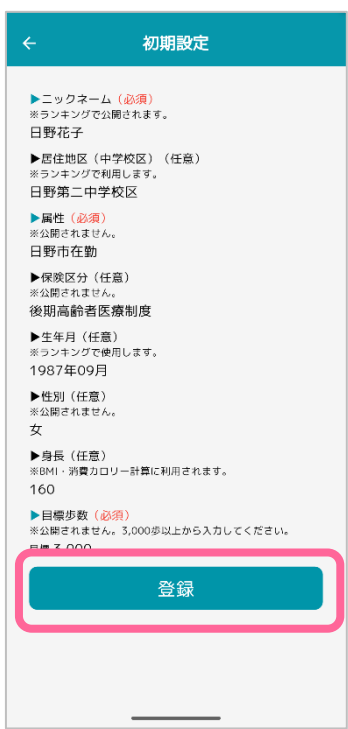 初期設定
▶ニックネーム（必須）
※ランキングで公開されます。
日野花子
▶居住地区（中学校区）（任意）
※ランキングで利用します。
日野第二中学校区
▶属性（必須）
※公開されません。
日野市在勤
▶保険区分（任意）
※公開されません。
後期高齢者医療制度
▶生年月（任意）
※ランキングで使用します。
1987年09月
▶性別（任意）
※公開されません。
女
▶身長（任意）
※BMI・消費カロリー計算に利用されます。
160
▶目標歩数（必須）
※公開されません。3,000歩以上から入力してください。
目標 3,000
登録